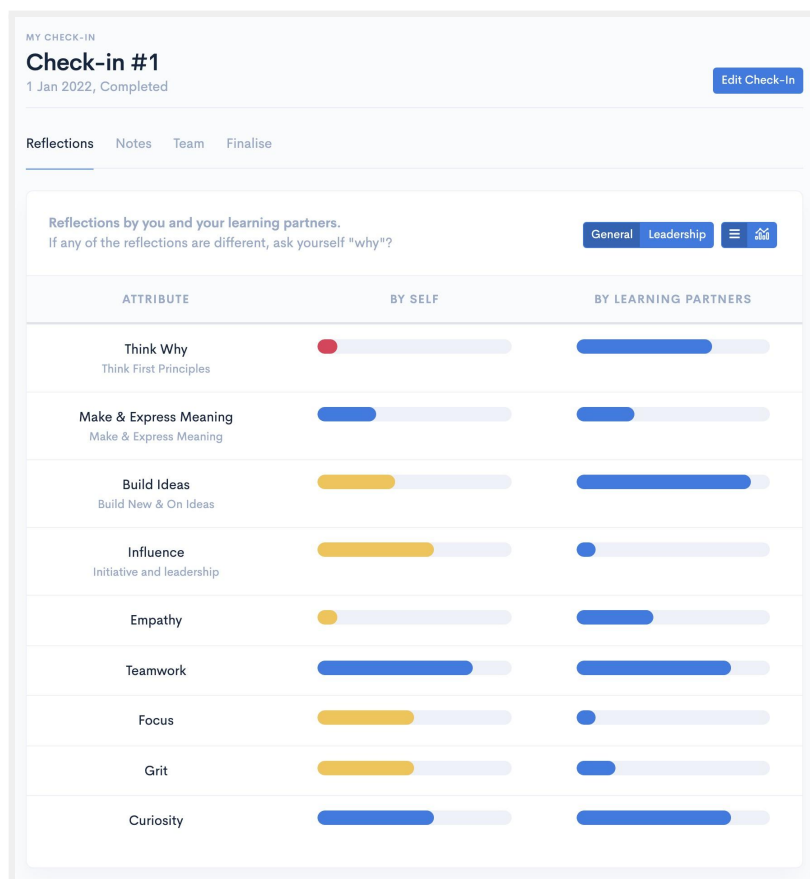 MY CHECK-IN
Check-in #1
1 Jan 2022, Completed
Edit Check-In
Reflections Notes Team Finalise
Reflections by you and your learning partners.
If any of the reflections are different, ask yourself "why"?
General Leadership
ATTRIBUTE BY SELF BY LEARNING PARTNERS
Think Why
Think First Principles
Make & Express Meaning
Make & Express Meaning
Build Ideas
Build New & On Ideas
Influence
Initiative and leadership
Empathy
Teamwork
Focus
Grit
Curiosity